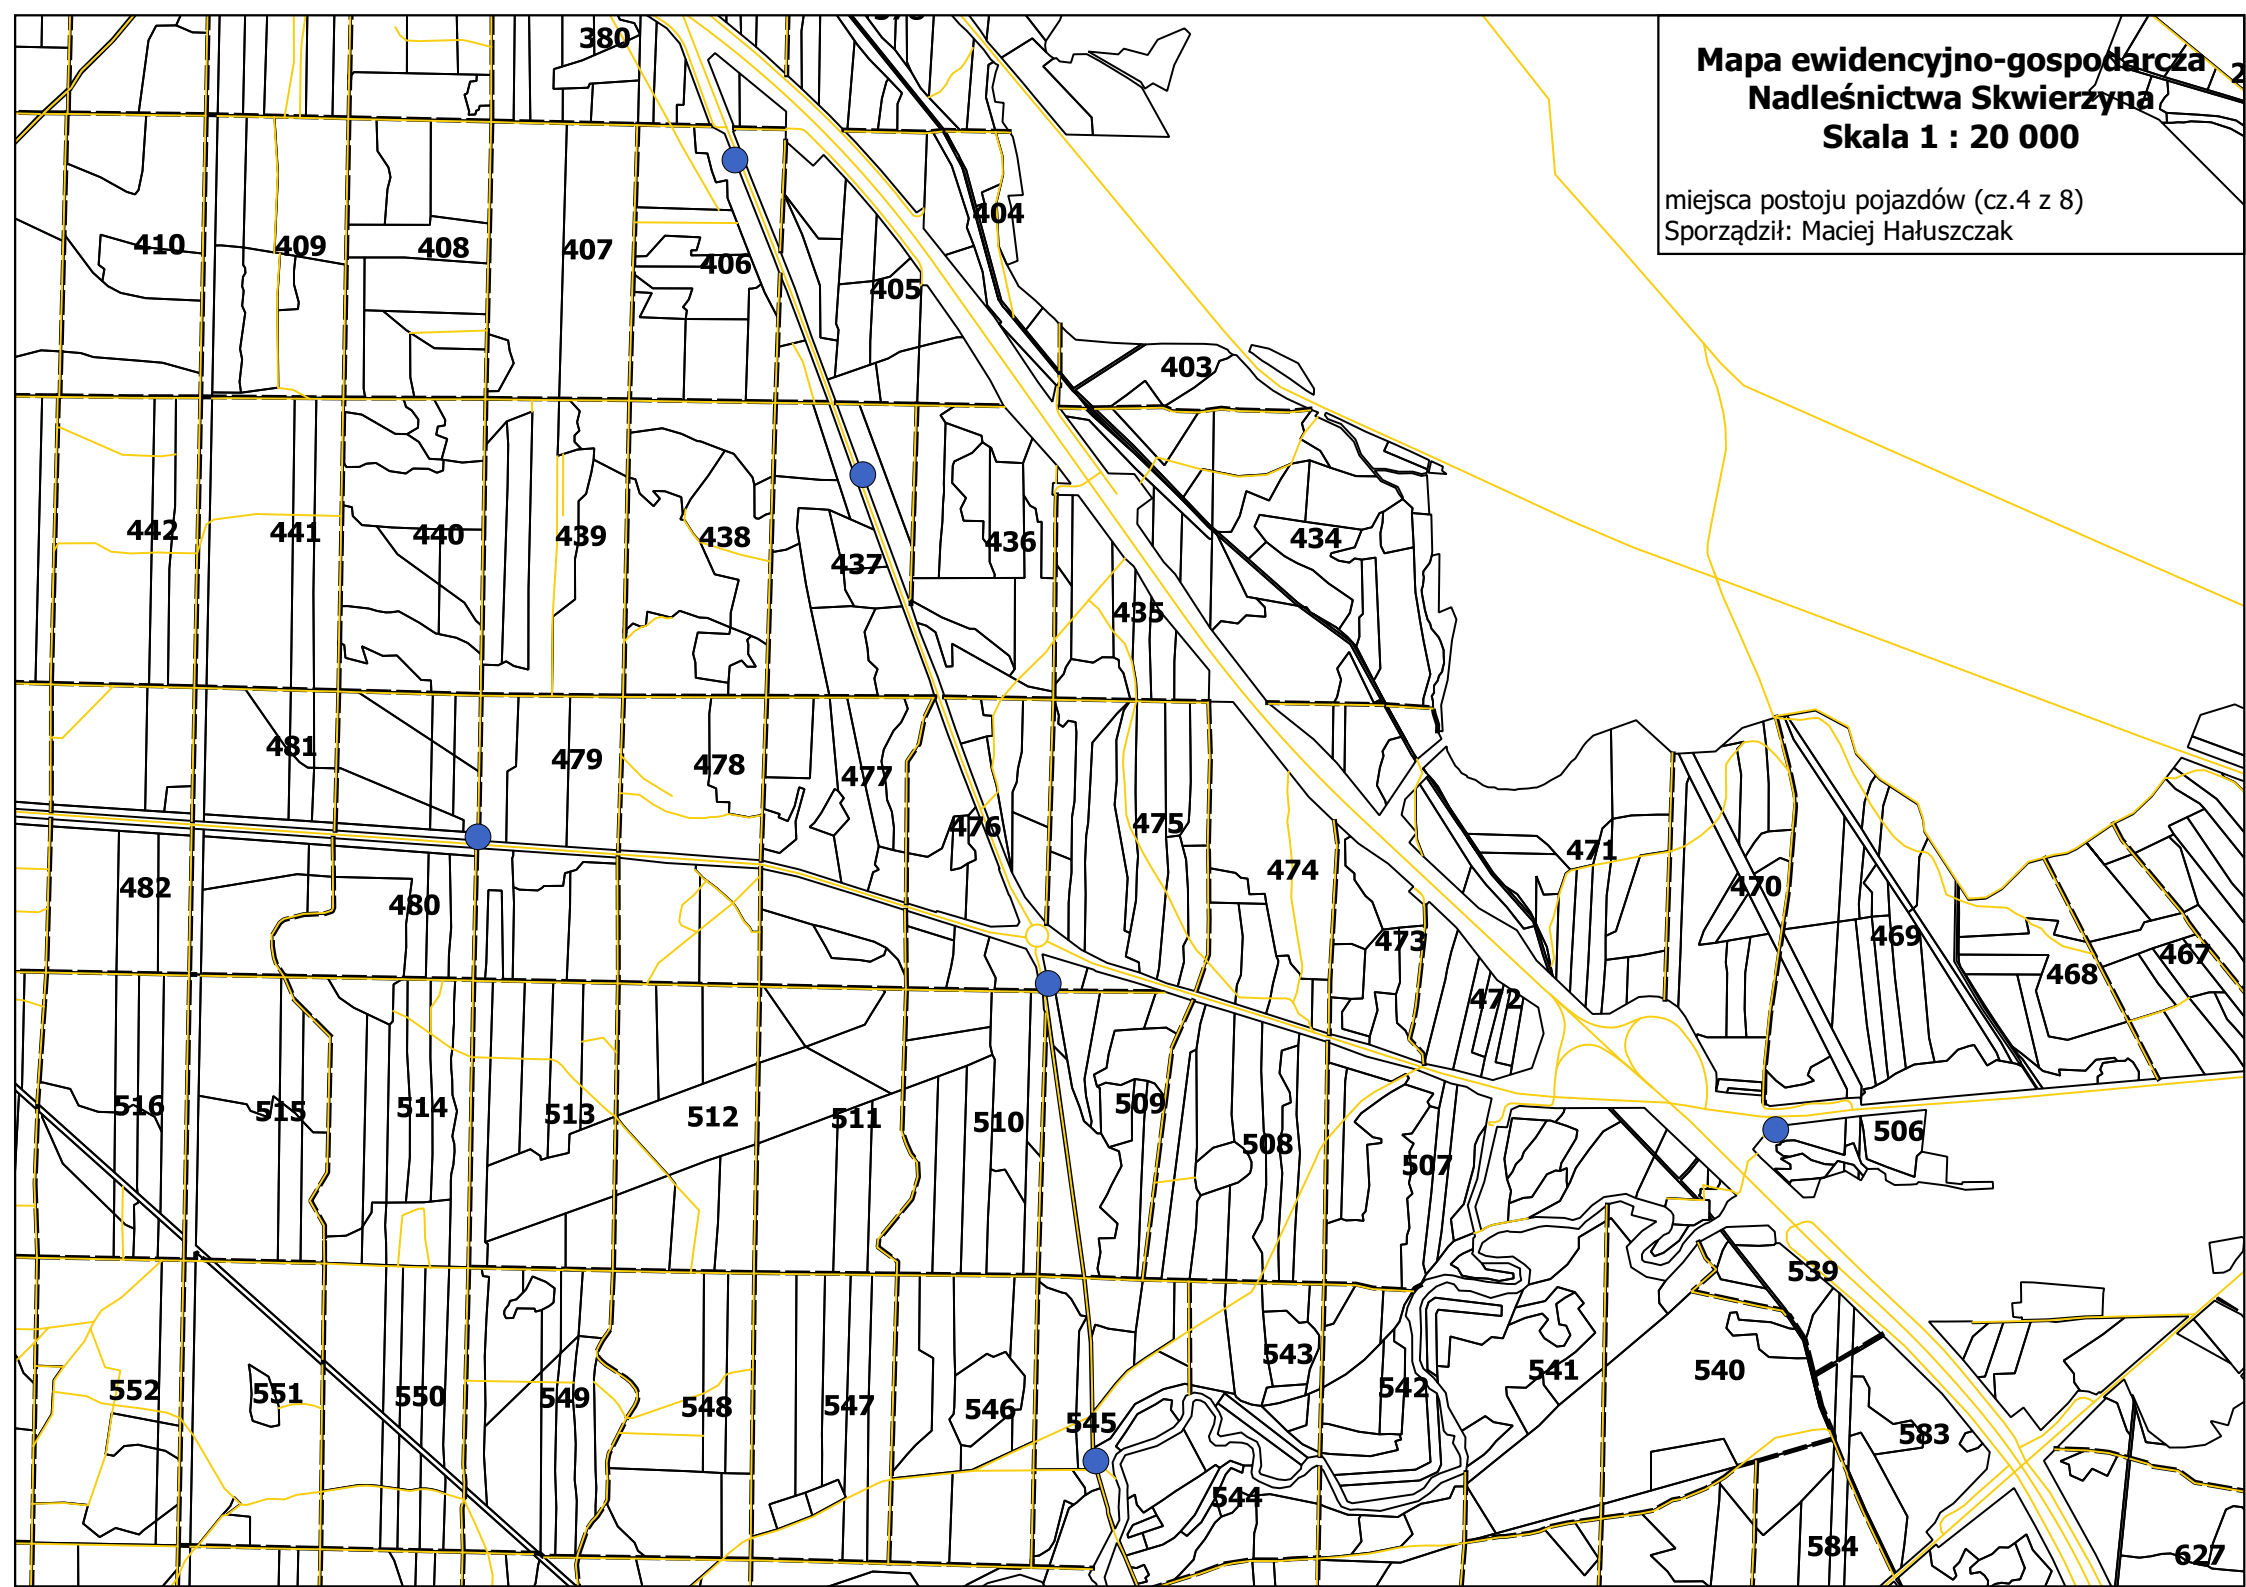 Mapa ewidencyjno-gospodarcza
Nadleśnictwa Skwierzyna
Skala 1 : 20 000
miejsca postoju pojazdów (cz.4 z 8)
Sporządził: Maciej Hałuszczak
380
404
410 409 408 407 406 405
403
442 441 440 439 438 437 436 434
435
481 479 478 477 476 475 474 471 470
482 480 473 472 469 468 467
516 515 514 513 512 511 510 509 508 507 506
539
552 551 550 549 548 547 546 545 543 542 541 540
544 583
584 627